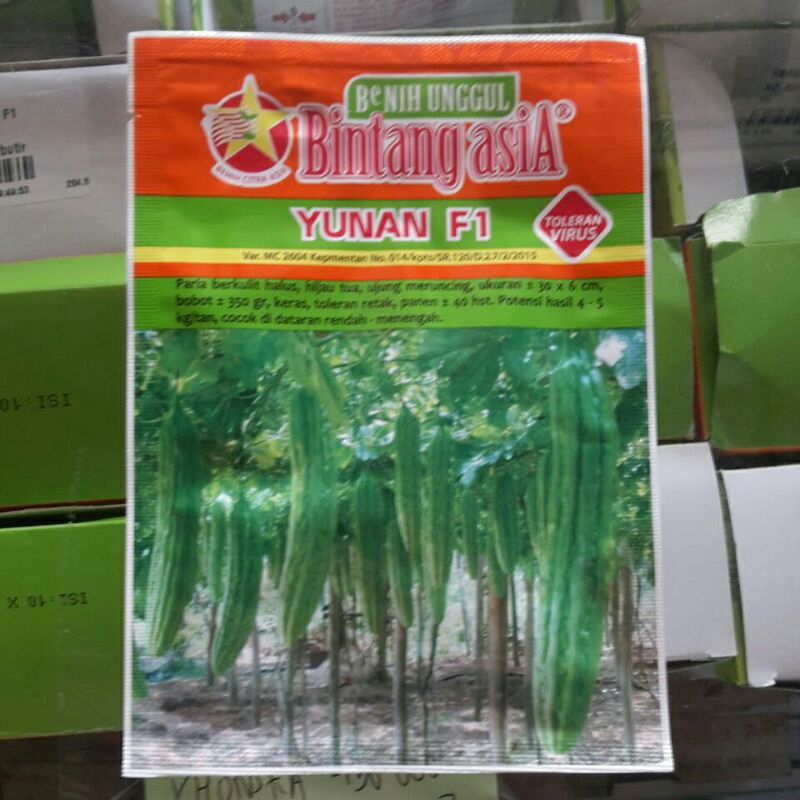 BeNIH UNGGUL
Bintang asiA®
BENIH CITRA ASIA
YUNAN F1
TOLERAN
VIRUS
Var. MC 2604 Kepmentan No. 014/kpts/SR.120/D.2.7/2/2015
Paria berkulit halus, hijau tua, ujung meruncing, ukuran ± 30 x 6 cm,
bobot ± 350 gr, keras, toleran retak, panen ± 40 hst. Potensi hasil 4 - 5
kg/tan, cocok di dataran rendah - menengah.
F1
ISI : 10
ISI : 10 X